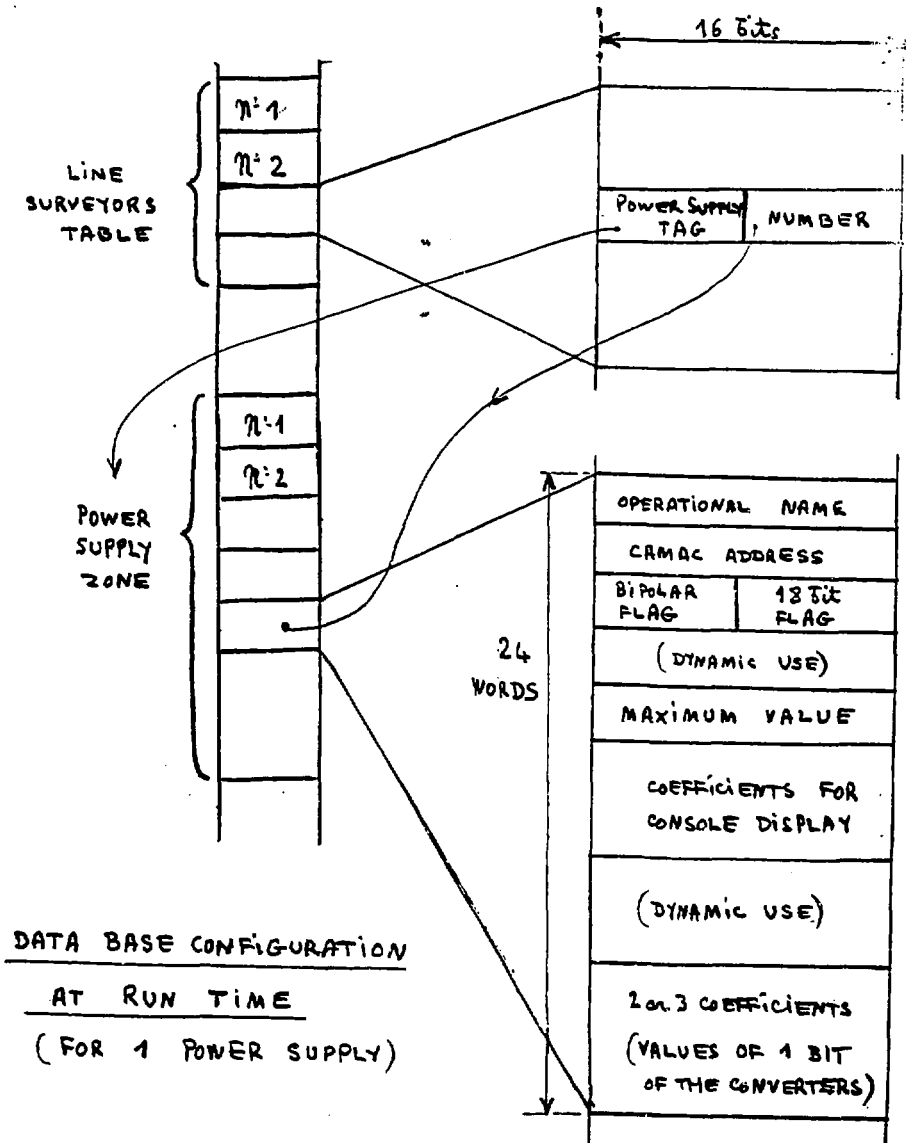 16 bits
N° 1
N° 2
LINE
SURVEYORS
TABLE
"
"
POWER SUPPLY
TAG
NUMBER
N° 1
N° 2
POWER
SUPPLY
ZONE
24
WORDS
OPERATIONAL NAME
CAMAC ADDRESS
BIPOLAR
FLAG
18 bit
FLAG
(DYNAMIC USE)
MAXIMUM VALUE
COEFFICIENTS FOR
CONSOLE DISPLAY
(DYNAMIC USE)
2 or 3 COEFFICIENTS
(VALUES OF 1 BIT
OF THE CONVERTERS)
DATA BASE CONFIGURATION
AT RUN TIME
(FOR 1 POWER SUPPLY)